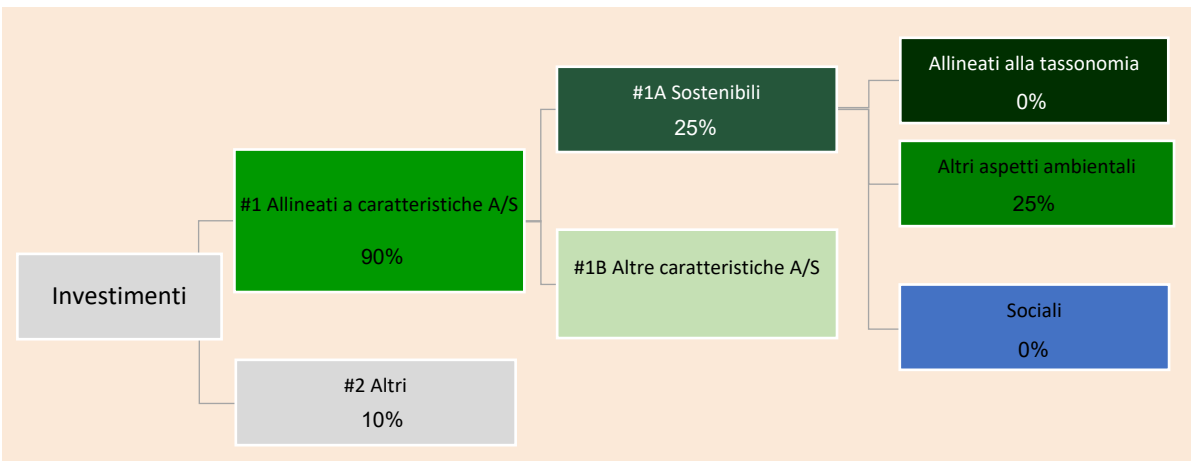 Investimenti
#1 Allineati a caratteristiche A/S
90%
#2 Altri
10%
#1A Sostenibili
25%
#1B Altre caratteristiche A/S
Allineati alla tassonomia
0%
Altri aspetti ambientali
25%
Sociali
0%